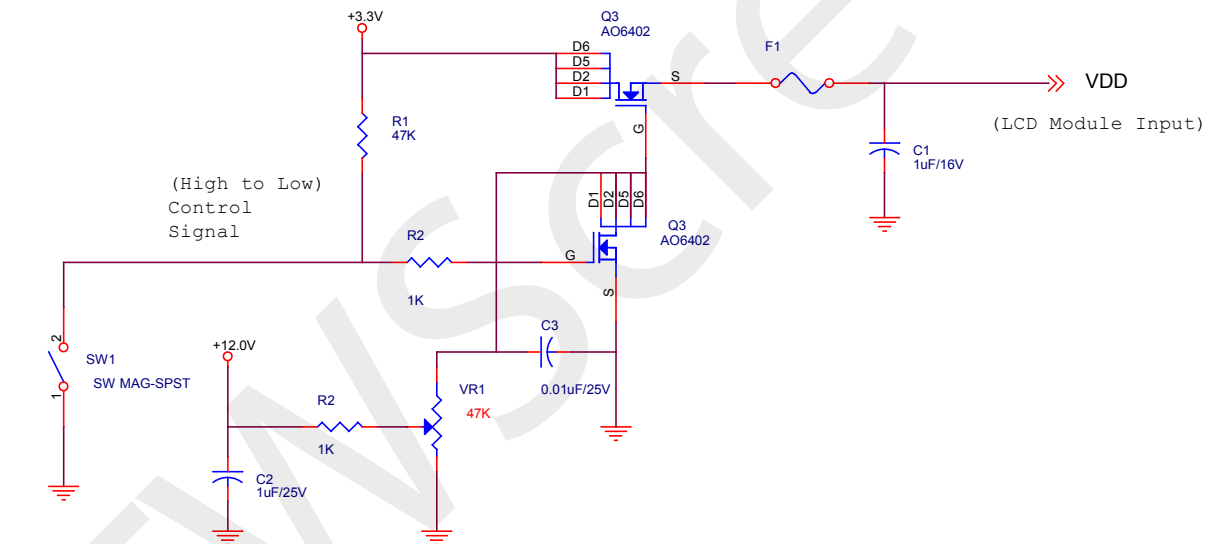 +3.3V
Q3
AO6402
D6
D5
D2
D1
S
G
F1
VDD
(LCD Module Input)
R1
47K
C1
1uF/16V
(High to Low)
Control
Signal
D1
D2
D5
D6
Q3
AO6402
R2
G
1K
S
2
SW1
SW MAG-SPST
1
+12.0V
C3
0.01uF/25V
VR1
47K
R2
1K
C2
1uF/25V